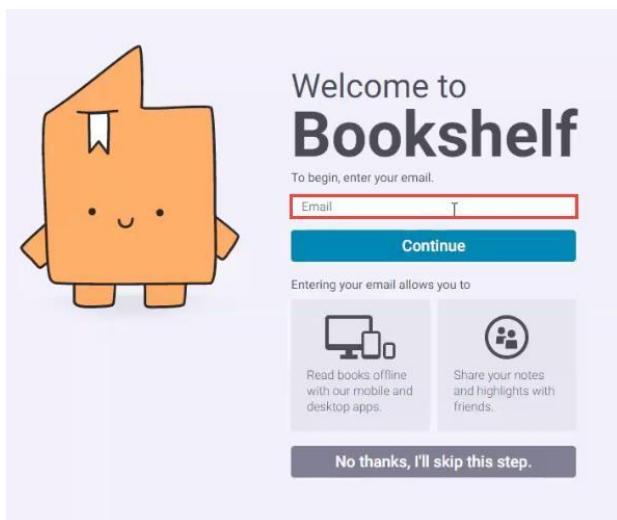 Welcome to
Bookshelf
To begin, enter your email.
Email
Continue
Entering your email allows you to
Read books offline
with our mobile and
desktop apps.
Share your notes
and highlights with
friends.
No thanks, I'll skip this step.